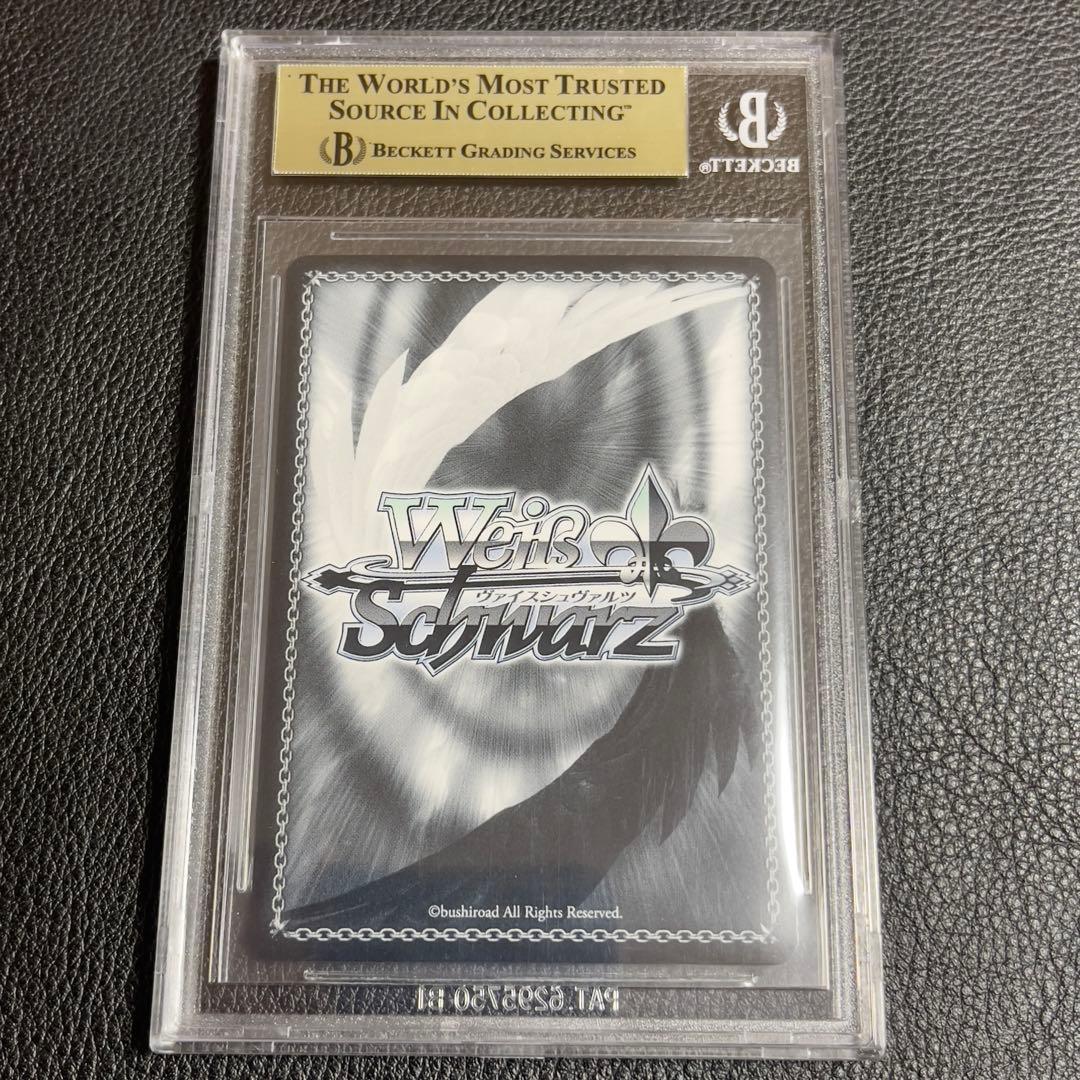 THE WORLD'S MOST TRUSTED
SOURCE IN COLLECTING™
B BECKETT GRADING SERVICES
B
BECKETT®
Weiß
ヴァイスシュヴァルツ
Schwarz
©bushiroad All Rights Reserved.
PAT.6295750 B1